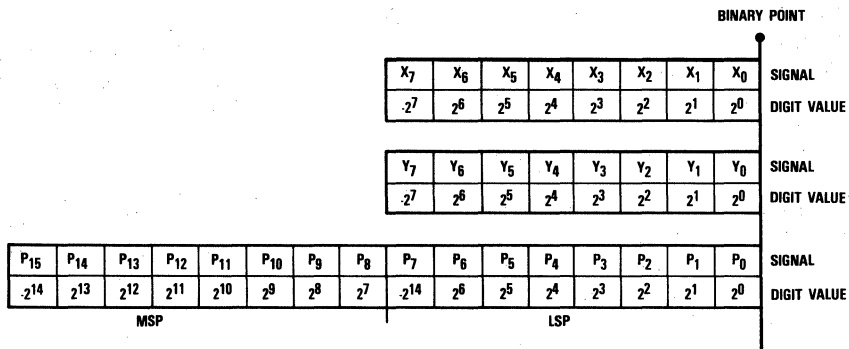 BINARY POINT
X7 X6 X5 X4 X3 X2 X1 X0 SIGNAL
-2^7 2^6 2^5 2^4 2^3 2^2 2^1 2^0 DIGIT VALUE
Y7 Y6 Y5 Y4 Y3 Y2 Y1 Y0 SIGNAL
-2^7 2^6 2^5 2^4 2^3 2^2 2^1 2^0 DIGIT VALUE
P15 P14 P13 P12 P11 P10 P9 P8 P7 P6 P5 P4 P3 P2 P1 P0 SIGNAL
-2^14 2^13 2^12 2^11 2^10 2^9 2^8 2^7 -2^14 2^6 2^5 2^4 2^3 2^2 2^1 2^0 DIGIT VALUE
MSP LSP